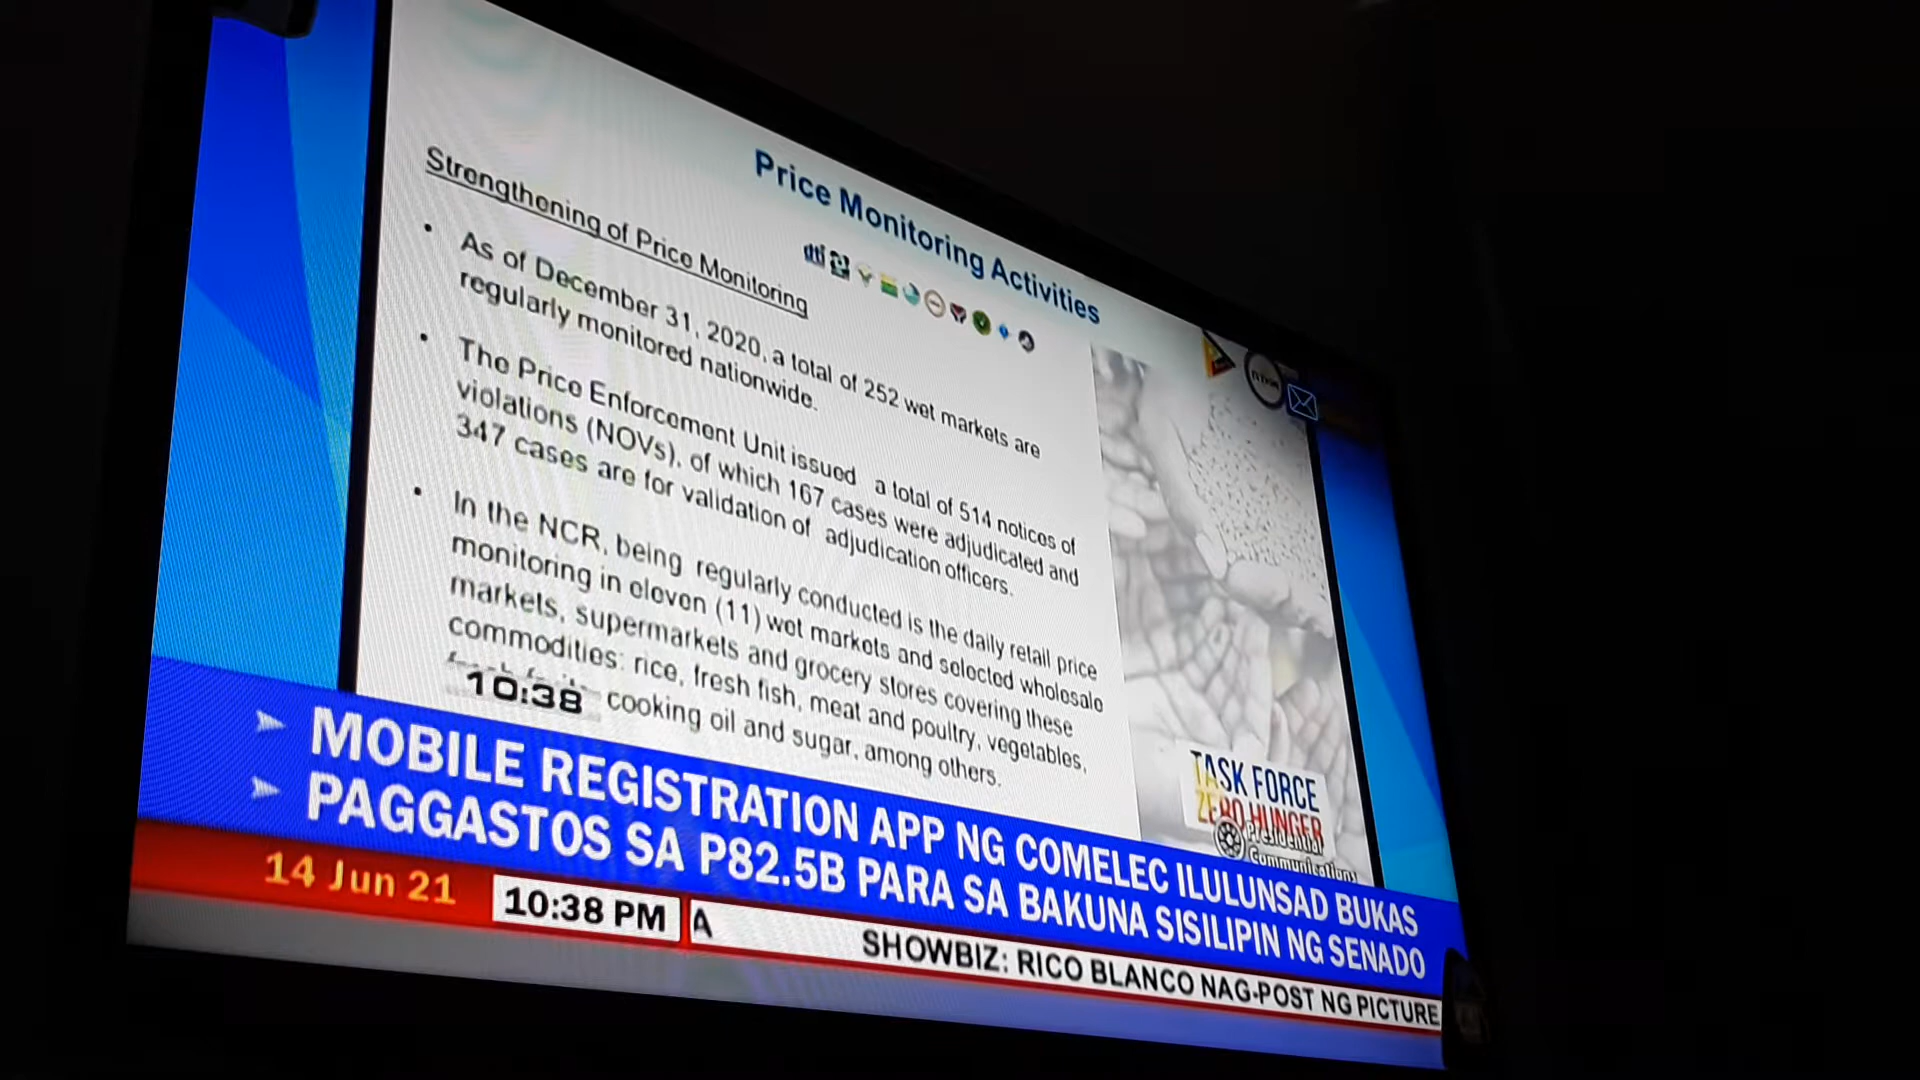 Price Monitoring Activities
dti
Strengthening of Price Monitoring
• As of December 31, 2020, a total of 252 wet markets are
regularly monitored nationwide.
• The Price Enforcement Unit issued a total of 514 notices of
violations (NOVs), of which 167 cases were adjudicated and
347 cases are for validation of adjudication officers.
• In the NCR, being regularly conducted is the daily retail price
monitoring in eleven (11) wet markets and selected wholesale
markets, supermarkets and grocery stores covering these
commodities: rice, fresh fish, meat and poultry, vegetables,
cooking oil and sugar, among others.
10:38
TASK FORCE
ZERO HUNGER
Presidential
Communications
MOBILE REGISTRATION APP NG COMELEC ILULUNSAD BUKAS
PAGGASTOS SA P82.5B PARA SA BAKUNA SISILIPIN NG SENADO
14 Jun 21
10:38 PM
A SHOWBIZ: RICO BLANCO NAG-POST NG PICTURE